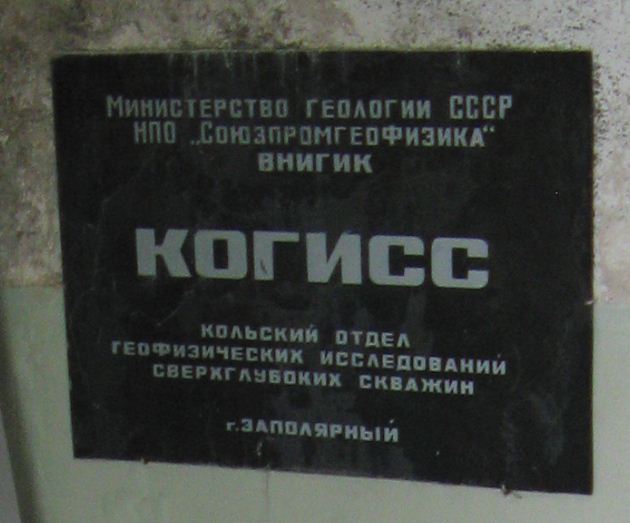 Министерство геологии СССР
НПО „Союзпромгеофизика“
ВНИГИК
КОГИСС
КОЛЬСКИЙ ОТДЕЛ
ГЕОФИЗИЧЕСКИХ ИССЛЕДОВАНИЙ
СВЕРХГЛУБОКИХ СКВАЖИН
г.ЗАПОЛЯРНЫЙ